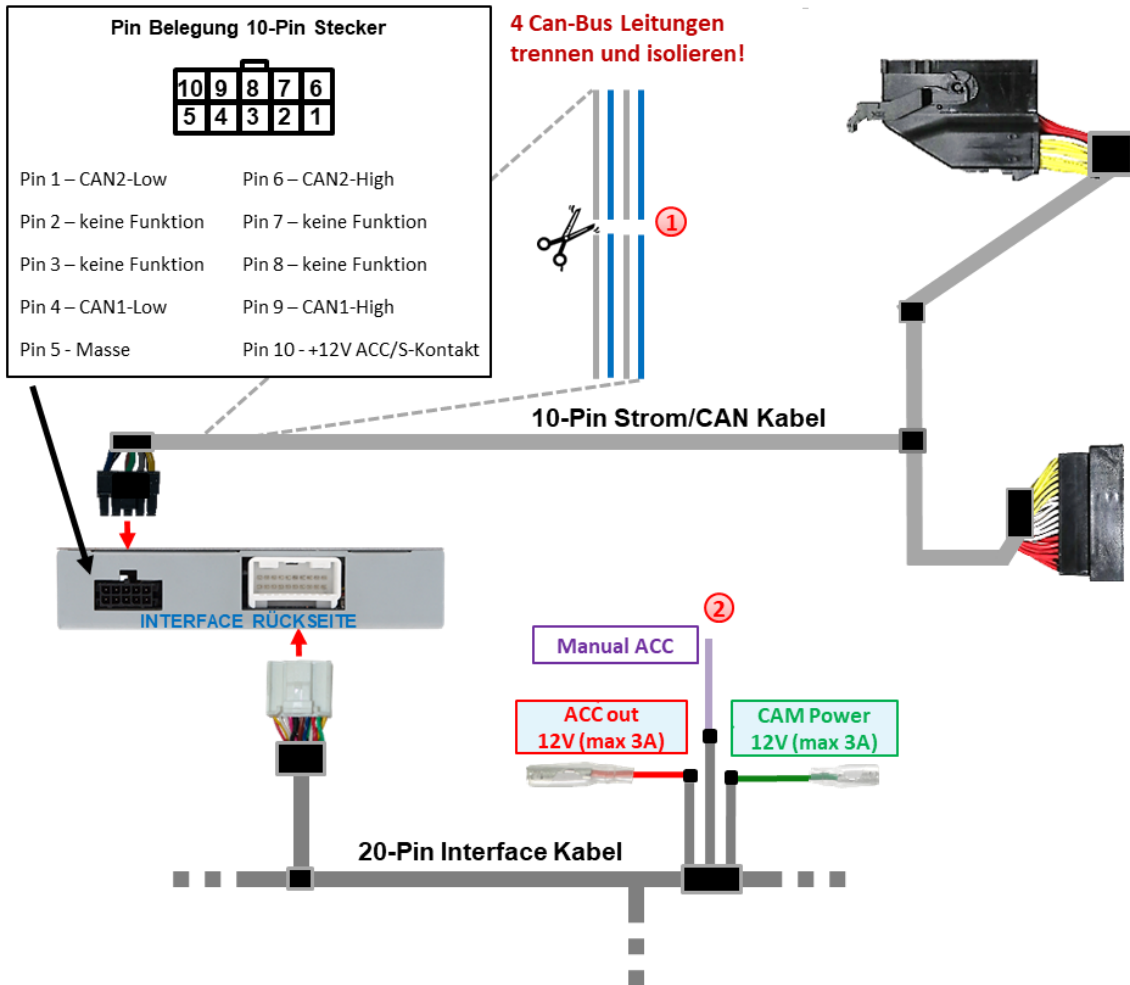 Pin Belegung 10-Pin Stecker
10 9 8 7 6
5 4 3 2 1
Pin 1 – CAN2-Low
Pin 6 – CAN2-High
Pin 2 – keine Funktion
Pin 7 – keine Funktion
Pin 3 – keine Funktion
Pin 8 – keine Funktion
Pin 4 – CAN1-Low
Pin 9 – CAN1-High
Pin 5 - Masse
Pin 10 - +12V ACC/S-Kontakt
4 Can-Bus Leitungen
trennen und isolieren!
1
10-Pin Strom/CAN Kabel
INTERFACE RÜCKSEITE
2
Manual ACC
ACC out
12V (max 3A)
CAM Power
12V (max 3A)
20-Pin Interface Kabel